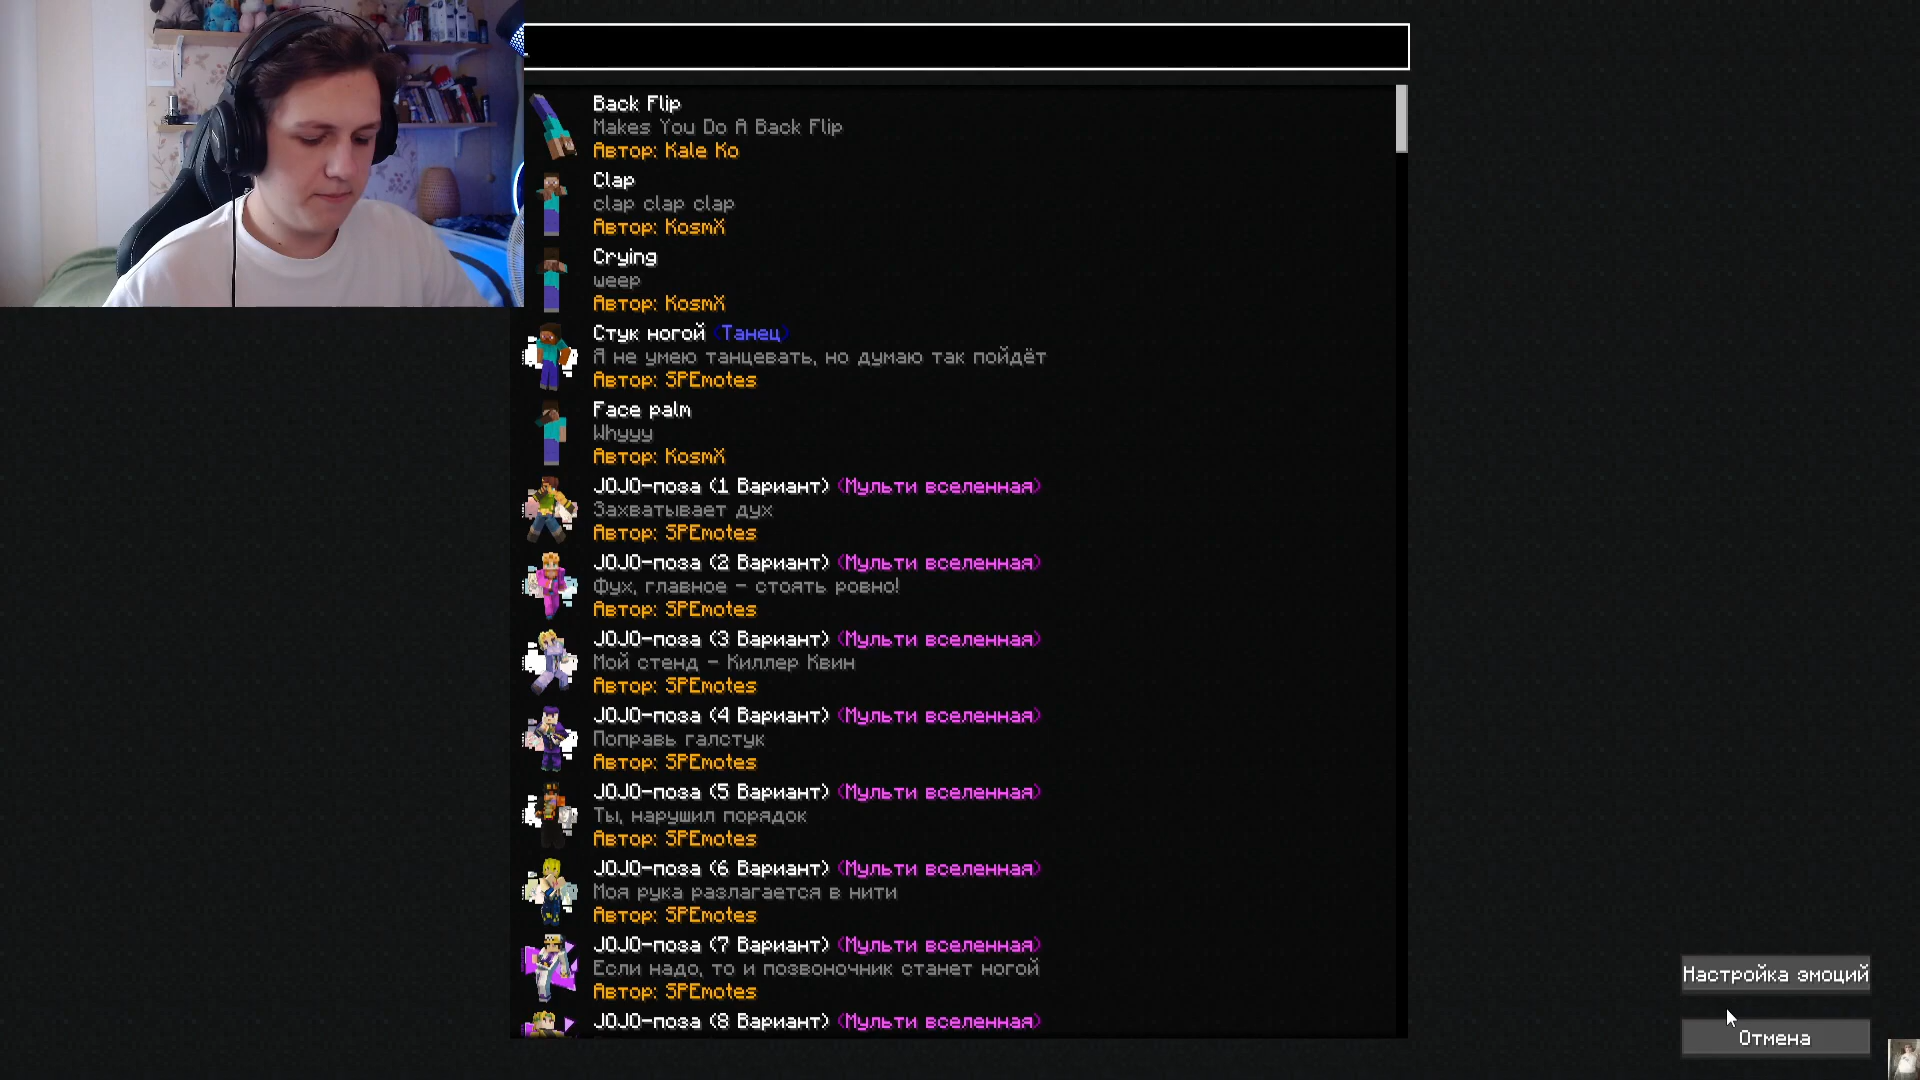 Back Flip
Makes You Do A Back Flip
Автор: Kale Ko
Clap
clap clap clap
Автор: KosmX
Crying
weep
Автор: KosmX
Стук ногой (Танец)
Я не умею танцевать, но думаю так пойдёт
Автор: SPEmotes
Face palm
Whyyy
Автор: KosmX
JOJO-поза (1 Вариант) (Мульти вселенная)
Захватывает дух
Автор: SPEmotes
JOJO-поза (2 Вариант) (Мульти вселенная)
Фух, главное - стоять ровно!
Автор: SPEmotes
JOJO-поза (3 Вариант) (Мульти вселенная)
Мой стенд - Киллер Квин
Автор: SPEmotes
JOJO-поза (4 Вариант) (Мульти вселенная)
Поправь галстук
Автор: SPEmotes
JOJO-поза (5 Вариант) (Мульти вселенная)
Ты, нарушил порядок
Автор: SPEmotes
JOJO-поза (6 Вариант) (Мульти вселенная)
Моя рука разлагается в нити
Автор: SPEmotes
JOJO-поза (7 Вариант) (Мульти вселенная)
Если надо, то и позвоночник станет ногой
Автор: SPEmotes
JOJO-поза (8 Вариант) (Мульти вселенная)
Настройка эмоций
Отмена